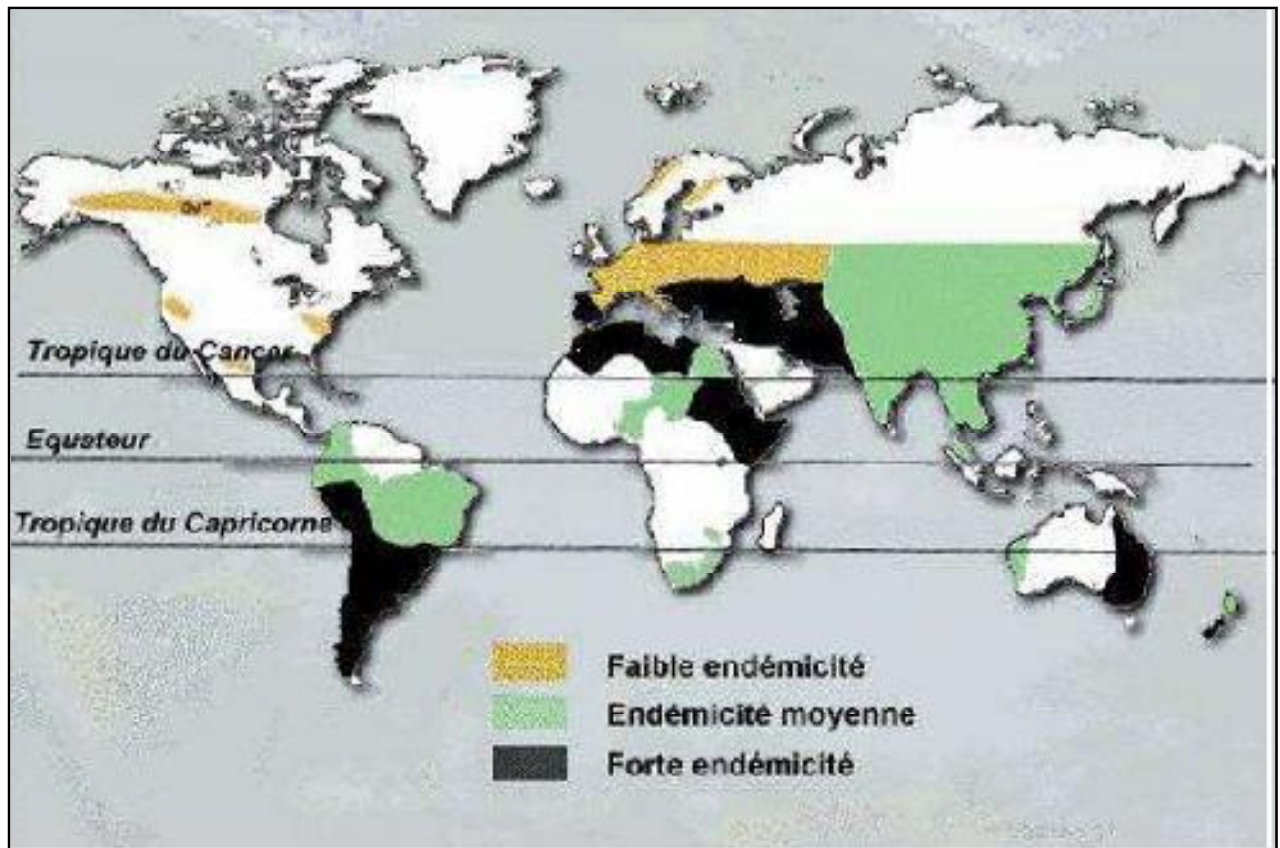 Tropique du Cancer
Equateur
Tropique du Capricorne
Faible endémicité
Endémicité moyenne
Forte endémicité